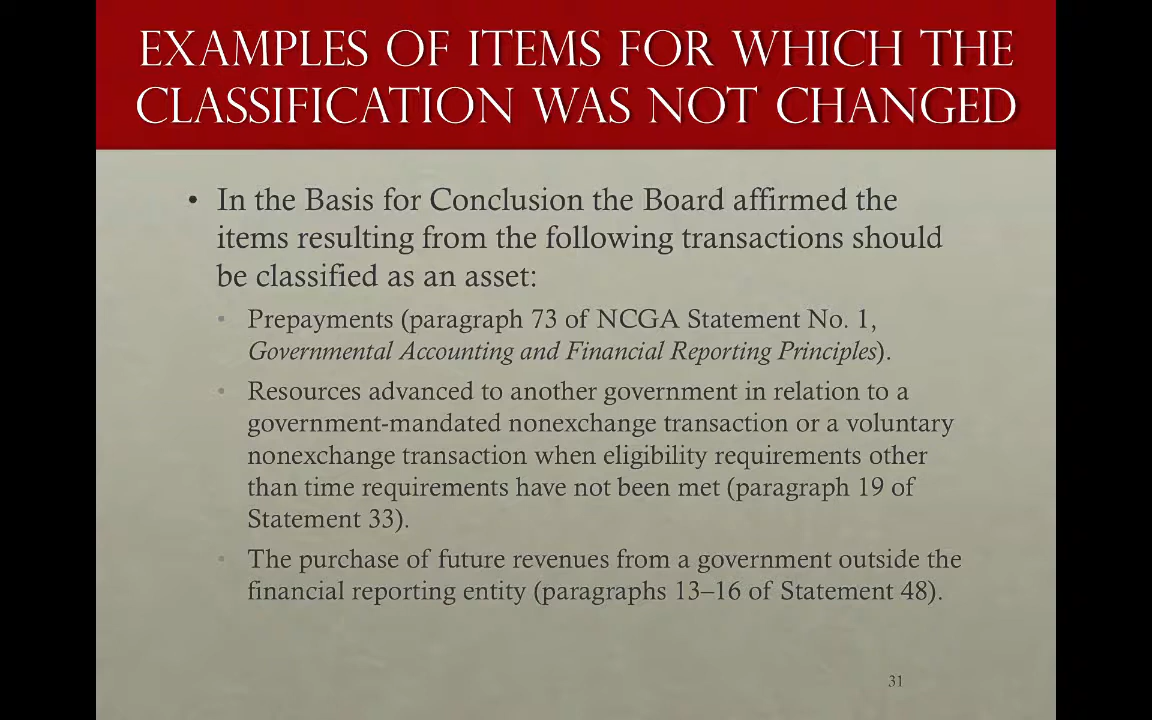 EXAMPLES OF ITEMS FOR WHICH THE
CLASSIFICATION WAS NOT CHANGED
• In the Basis for Conclusion the Board affirmed the
items resulting from the following transactions should
be classified as an asset:
• Prepayments (paragraph 73 of NCGA Statement No. 1,
Governmental Accounting and Financial Reporting Principles).
• Resources advanced to another government in relation to a
government-mandated nonexchange transaction or a voluntary
nonexchange transaction when eligibility requirements other
than time requirements have not been met (paragraph 19 of
Statement 33).
• The purchase of future revenues from a government outside the
financial reporting entity (paragraphs 13–16 of Statement 48).
31